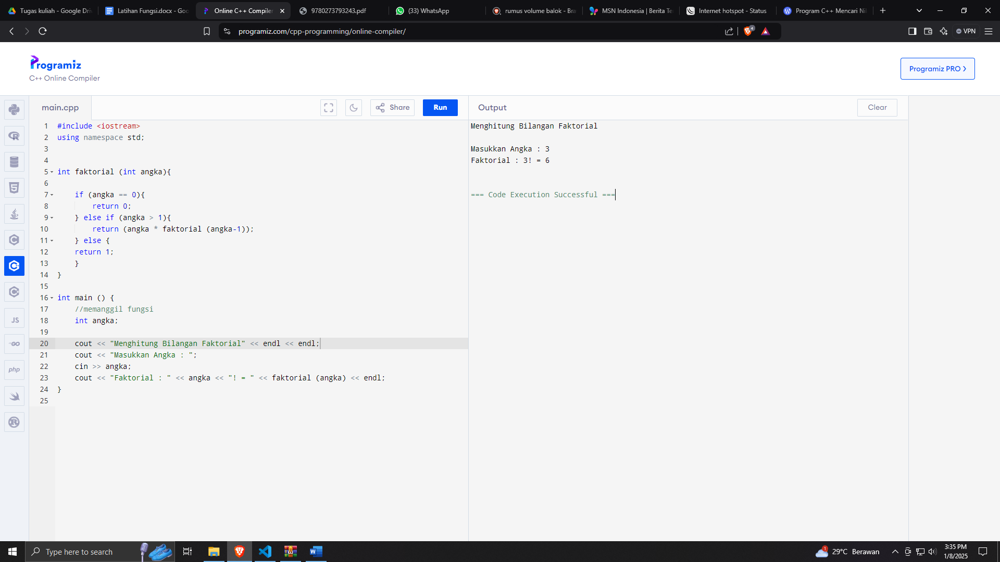 Tugas kuliah - Google Dri
Latihan Fungsi.docx - Goo
Online C++ Compiler
9780273793243.pdf
(33) WhatsApp
rumus volume balok - Bra
MSN Indonesia | Berita Te
Internet hotspot - Status
Program C++ Mencari Nil
programiz.com/cpp-programming/online-compiler/
4
VPN
Programiz
C++ Online Compiler
Programiz PRO
main.cpp
Share
Run
Output
Clear
1 #include <iostream>
2 using namespace std;
3
4
5 int faktorial (int angka){
6
7 if (angka == 0){
8 return 0;
9 } else if (angka > 1){
10 return (angka * faktorial (angka-1));
11 } else {
12 return 1;
13 }
14 }
15
16 int main () {
17 //memanggil fungsi
18 int angka;
19
20 cout << "Menghitung Bilangan Faktorial" << endl << endl;
21 cout << "Masukkan Angka : ";
22 cin >> angka;
23 cout << "Faktorial : " << angka << "! = " << faktorial (angka) << endl;
24 }
25
Menghitung Bilangan Faktorial
Masukkan Angka : 3
Faktorial : 3! = 6
=== Code Execution Successful ===
JS
GO
php
Type here to search
1
29°C Berawan
3:35 PM
1/8/2025